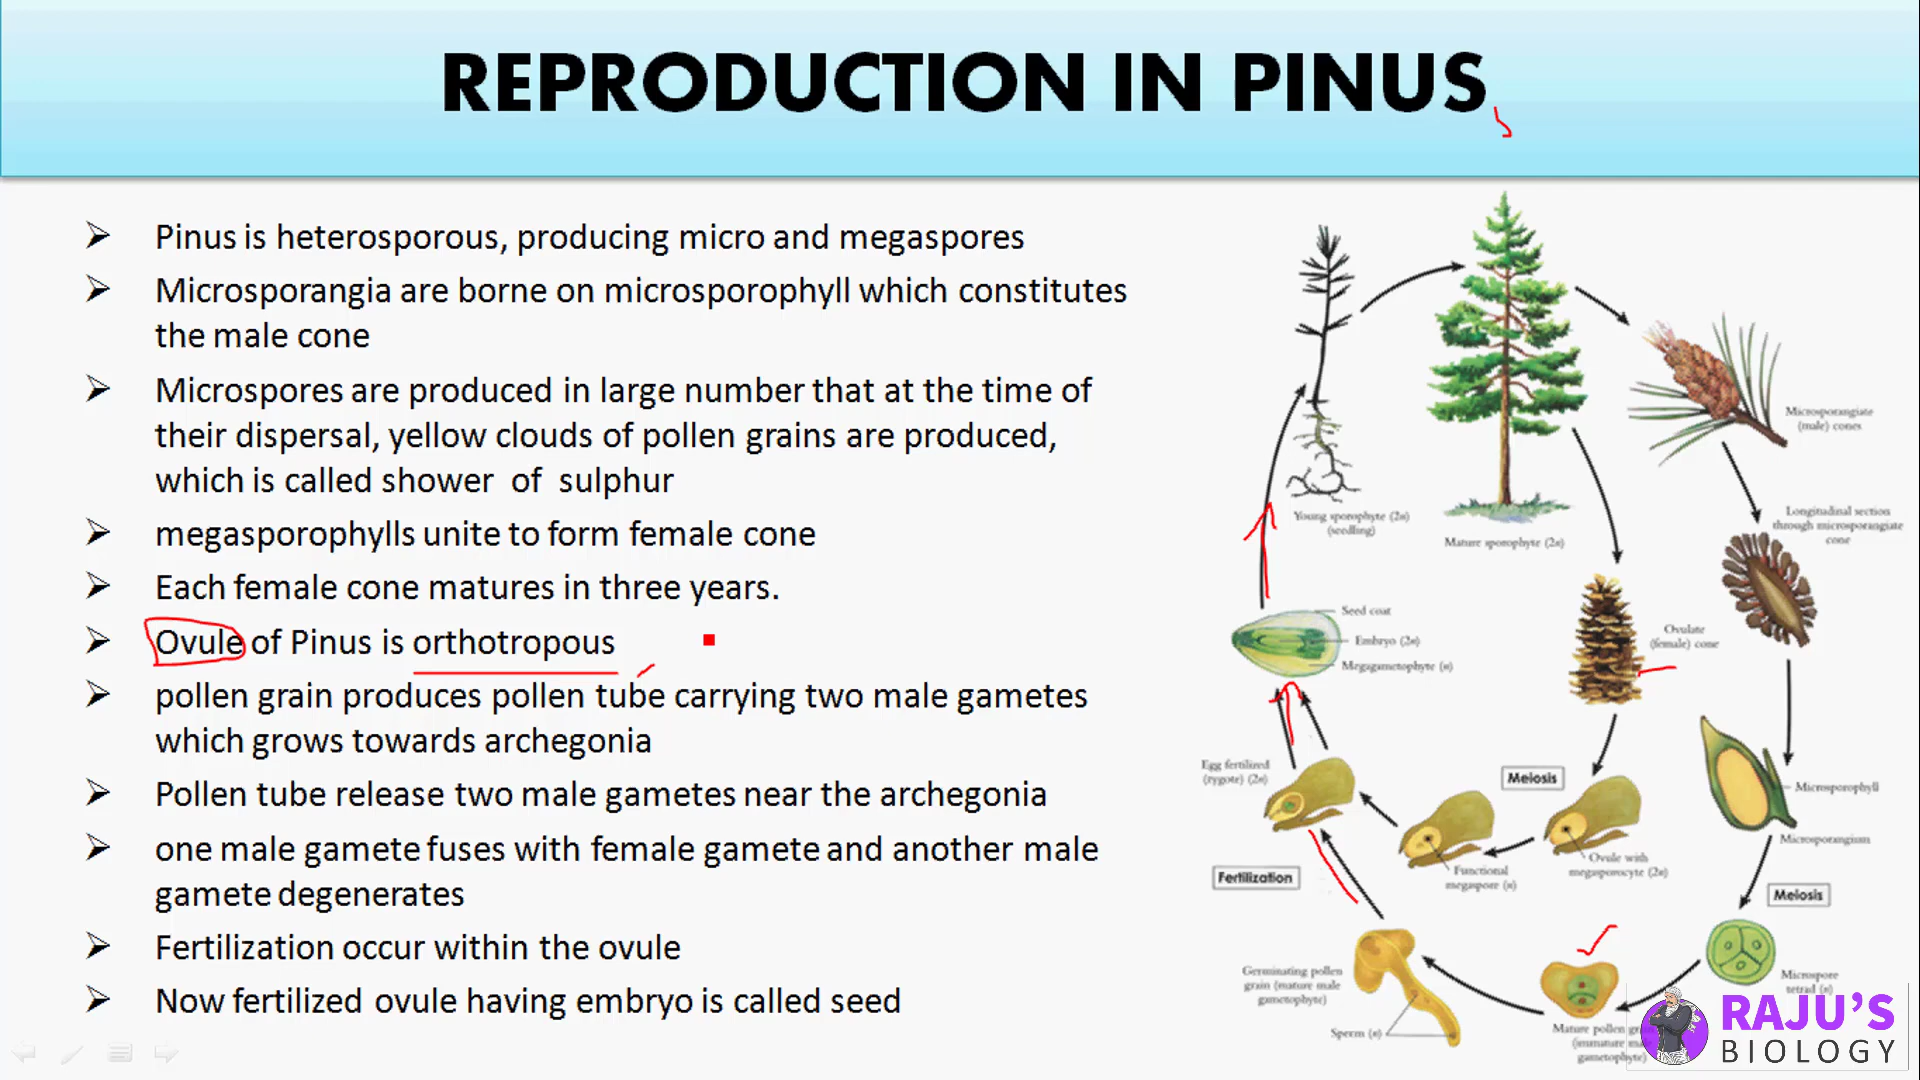 REPRODUCTION IN PINUS
Pinus is heterosporous, producing micro and megaspores
Microsporangia are borne on microsporophyll which constitutes
the male cone
Microspores are produced in large number that at the time of
their dispersal, yellow clouds of pollen grains are produced,
which is called shower of sulphur
megasporophylls unite to form female cone
Each female cone matures in three years.
Ovule of Pinus is orthotropous
pollen grain produces pollen tube carrying two male gametes
which grows towards archegonia
Pollen tube release two male gametes near the archegonia
one male gamete fuses with female gamete and another male
gamete degenerates
Fertilization occur within the ovule
Now fertilized ovule having embryo is called seed
Microsporangiate
(male) cones
Longitudinal section
through microsporangiate
cone
Young sporophyte (2n)
(seedling)
Mature sporophyte (2n)
Seed coat
Embryo (2n)
Megagametophyte (n)
Ovulate
(female) cone
Egg fertilized
(zygote) (2n)
Meiosis
Microsporophyll
Microsporangium
Functional
megaspore (n)
Ovule with
megasporocyte (2n)
Fertilization
Meiosis
Germinating pollen
grain (mature male
gametophyte)
Sperm (n)
Microspore
tetrad (n)
Mature pollen
(immature
gametophyte)
RAJU'S
BIOLOGY